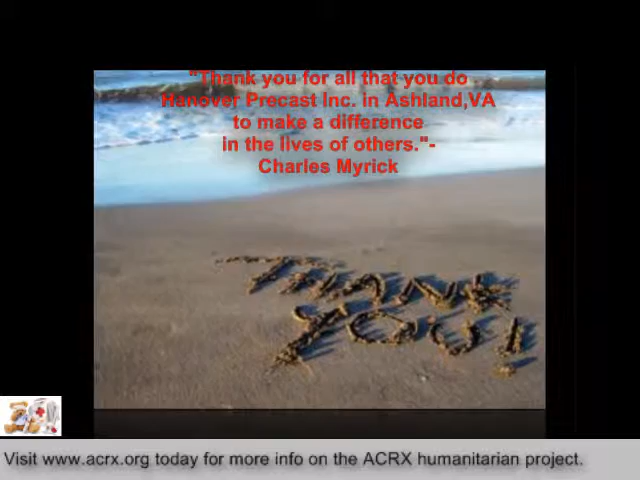 "Thank you for all that you do
Hanover Precast Inc. in Ashland,VA
to make a difference
in the lives of others."-
Charles Myrick
THANK
YOU!
Visit www.acrx.org today for more info on the ACRX humanitarian project.